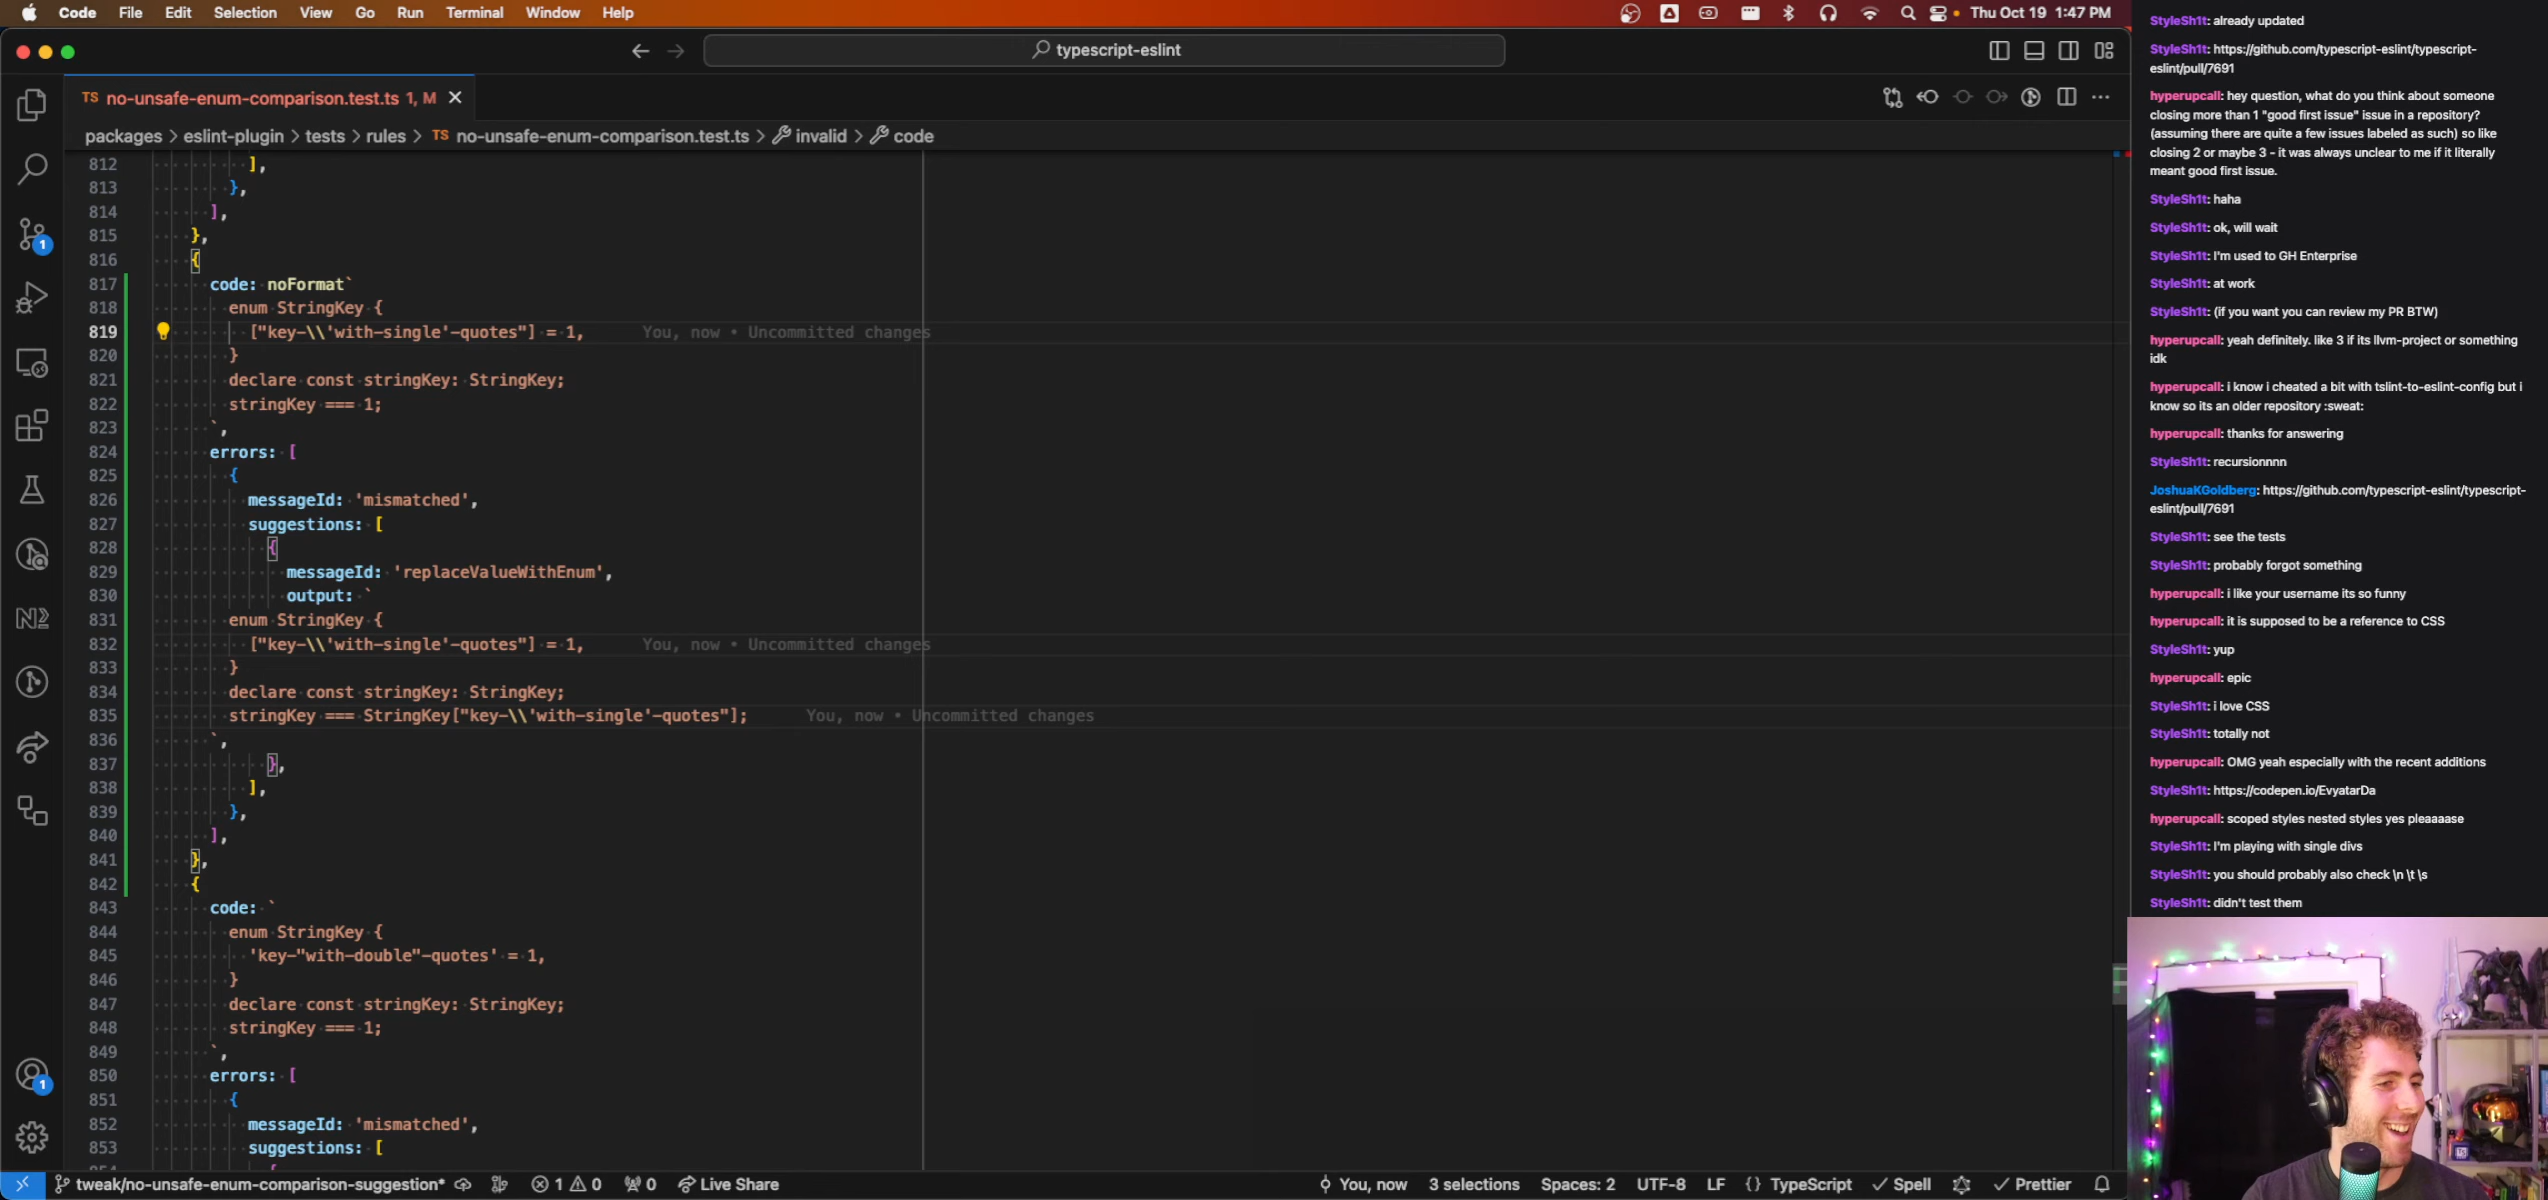 Code File Edit Selection View Go Run Terminal Window Help
Thu Oct 19 1:47 PM
typescript-eslint
TS no-unsafe-enum-comparison.test.ts 1, M
packages > eslint-plugin > tests > rules > TS no-unsafe-enum-comparison.test.ts > invalid > code
812 ],
813 },
814 ],
815 },
816 {
817 code: noFormat`
818 enum StringKey {
819 ["key-\\'with-single'-quotes"] = 1, You, now • Uncommitted changes
820 }
821 declare const stringKey: StringKey;
822 stringKey === 1;
823 `,
824 errors: [
825 {
826 messageId: 'mismatched',
827 suggestions: [
828 {
829 messageId: 'replaceValueWithEnum',
830 output: `
831 enum StringKey {
832 ["key-\\'with-single'-quotes"] = 1, You, now • Uncommitted changes
833 }
834 declare const stringKey: StringKey;
835 stringKey === StringKey["key-\\'with-single'-quotes"]; You, now • Uncommitted changes
836 `,
837 },
838 ],
839 },
840 ],
841 },
842 {
843 code: `
844 enum StringKey {
845 'key-"with-double"-quotes' = 1,
846 }
847 declare const stringKey: StringKey;
848 stringKey === 1;
849 `,
850 errors: [
851 {
852 messageId: 'mismatched',
853 suggestions: [
1
1
tweak/no-unsafe-enum-comparison-suggestion* 1 0 0 Live Share
You, now 3 selections Spaces: 2 UTF-8 LF {} TypeScript Spell Prettier
StyleSh1t: already updated
StyleSh1t: https://github.com/typescript-eslint/typescript-
eslint/pull/7691
hyperupcall: hey question, what do you think about someone
closing more than 1 "good first issue" issue in a repository?
(assuming there are quite a few issues labeled as such) so like
closing 2 or maybe 3 - it was always unclear to me if it literally
meant good first issue.
StyleSh1t: haha
StyleSh1t: ok, will wait
StyleSh1t: I'm used to GH Enterprise
StyleSh1t: at work
StyleSh1t: (if you want you can review my PR BTW)
hyperupcall: yeah definitely. like 3 if its llvm-project or something
idk
hyperupcall: i know i cheated a bit with tslint-to-eslint-config but i
know so its an older repository :sweat:
hyperupcall: thanks for answering
StyleSh1t: recursionnnn
JoshuaKGoldberg: https://github.com/typescript-eslint/typescript-
eslint/pull/7691
StyleSh1t: see the tests
StyleSh1t: probably forgot something
hyperupcall: i like your username its so funny
hyperupcall: it is supposed to be a reference to CSS
StyleSh1t: yup
hyperupcall: epic
StyleSh1t: i love CSS
StyleSh1t: totally not
hyperupcall: OMG yeah especially with the recent additions
StyleSh1t: https://codepen.io/EvyatarDa
hyperupcall: scoped styles nested styles yes pleaaaase
StyleSh1t: I'm playing with single divs
StyleSh1t: you should probably also check \n \t \s
StyleSh1t: didn't test them